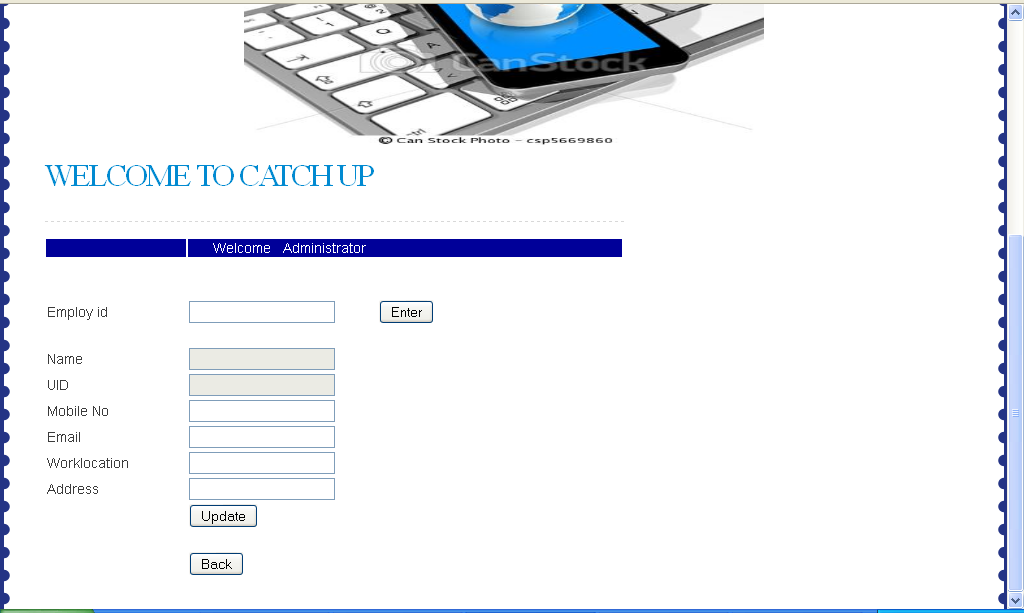 CanStock
© Can Stock Photo - csp5669860
WELCOME TO CATCH UP
Welcome Administrator
Employ id
Enter
Name
UID
Mobile No
Email
Worklocation
Address
Update
Back